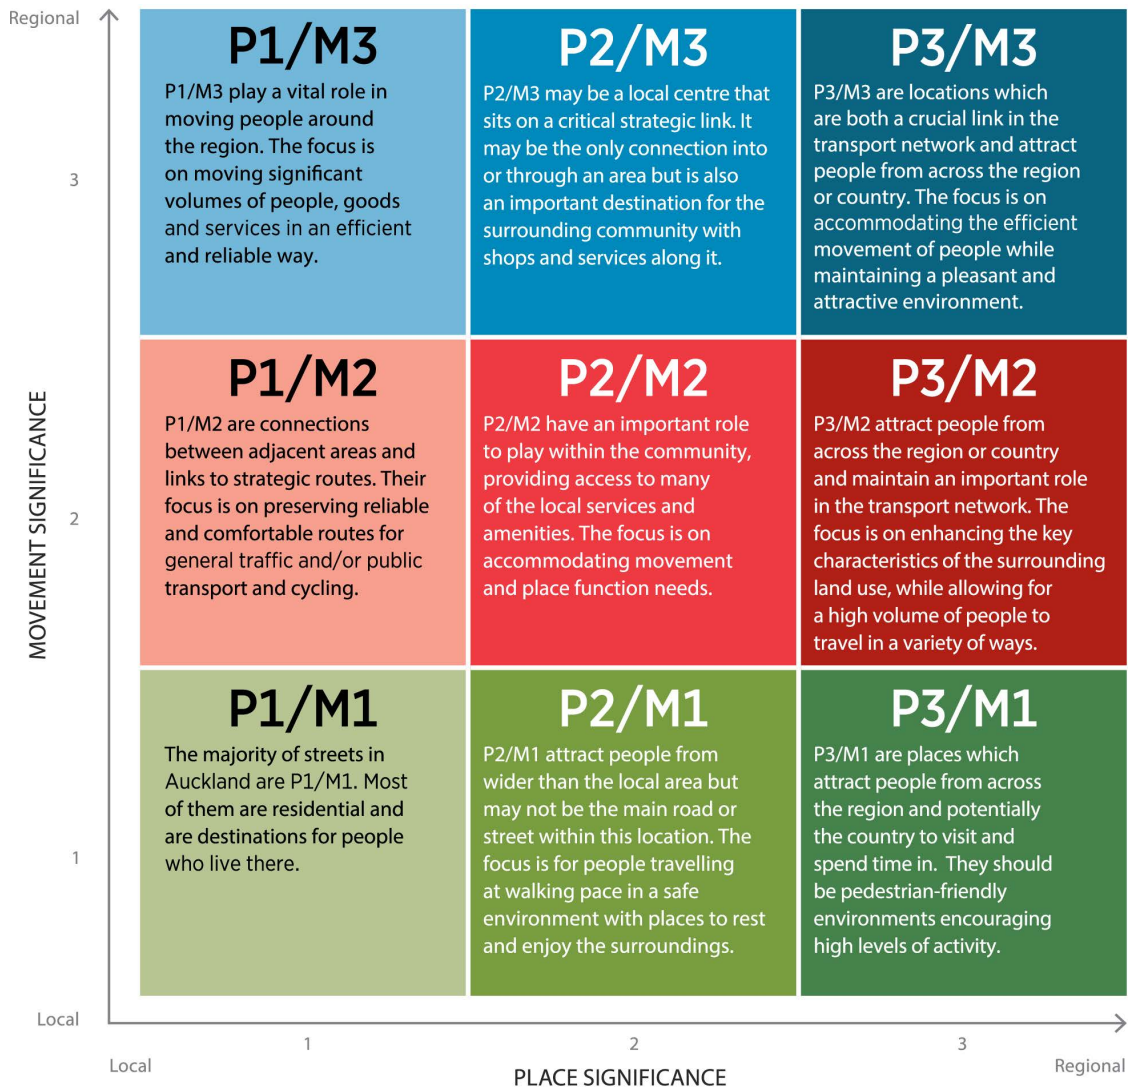 Regional
P1/M3
P1/M3 play a vital role in
moving people around
the region. The focus is
on moving significant
volumes of people, goods
and services in an efficient
and reliable way.
P2/M3
P2/M3 may be a local centre that
sits on a critical strategic link. It
may be the only connection into
or through an area but is also
an important destination for the
surrounding community with
shops and services along it.
P3/M3
P3/M3 are locations which
are both a crucial link in the
transport network and attract
people from across the region
or country. The focus is on
accommodating the efficient
movement of people while
maintaining a pleasant and
attractive environment.
3
P1/M2
P1/M2 are connections
between adjacent areas and
links to strategic routes. Their
focus is on preserving reliable
and comfortable routes for
general traffic and/or public
transport and cycling.
P2/M2
P2/M2 have an important role
to play within the community,
providing access to many
of the local services and
amenities. The focus is on
accommodating movement
and place function needs.
P3/M2
P3/M2 attract people from
across the region or country
and maintain an important role
in the transport network. The
focus is on enhancing the key
characteristics of the surrounding
land use, while allowing for
a high volume of people to
travel in a variety of ways.
MOVEMENT SIGNIFICANCE
2
P1/M1
The majority of streets in
Auckland are P1/M1. Most
of them are residential and
are destinations for people
who live there.
P2/M1
P2/M1 attract people from
wider than the local area but
may not be the main road or
street within this location. The
focus is for people travelling
at walking pace in a safe
environment with places to rest
and enjoy the surroundings.
P3/M1
P3/M1 are places which
attract people from across
the region and potentially
the country to visit and
spend time in. They should
be pedestrian-friendly
environments encouraging
high levels of activity.
1
Local
1
2
3
Local
Regional
PLACE SIGNIFICANCE